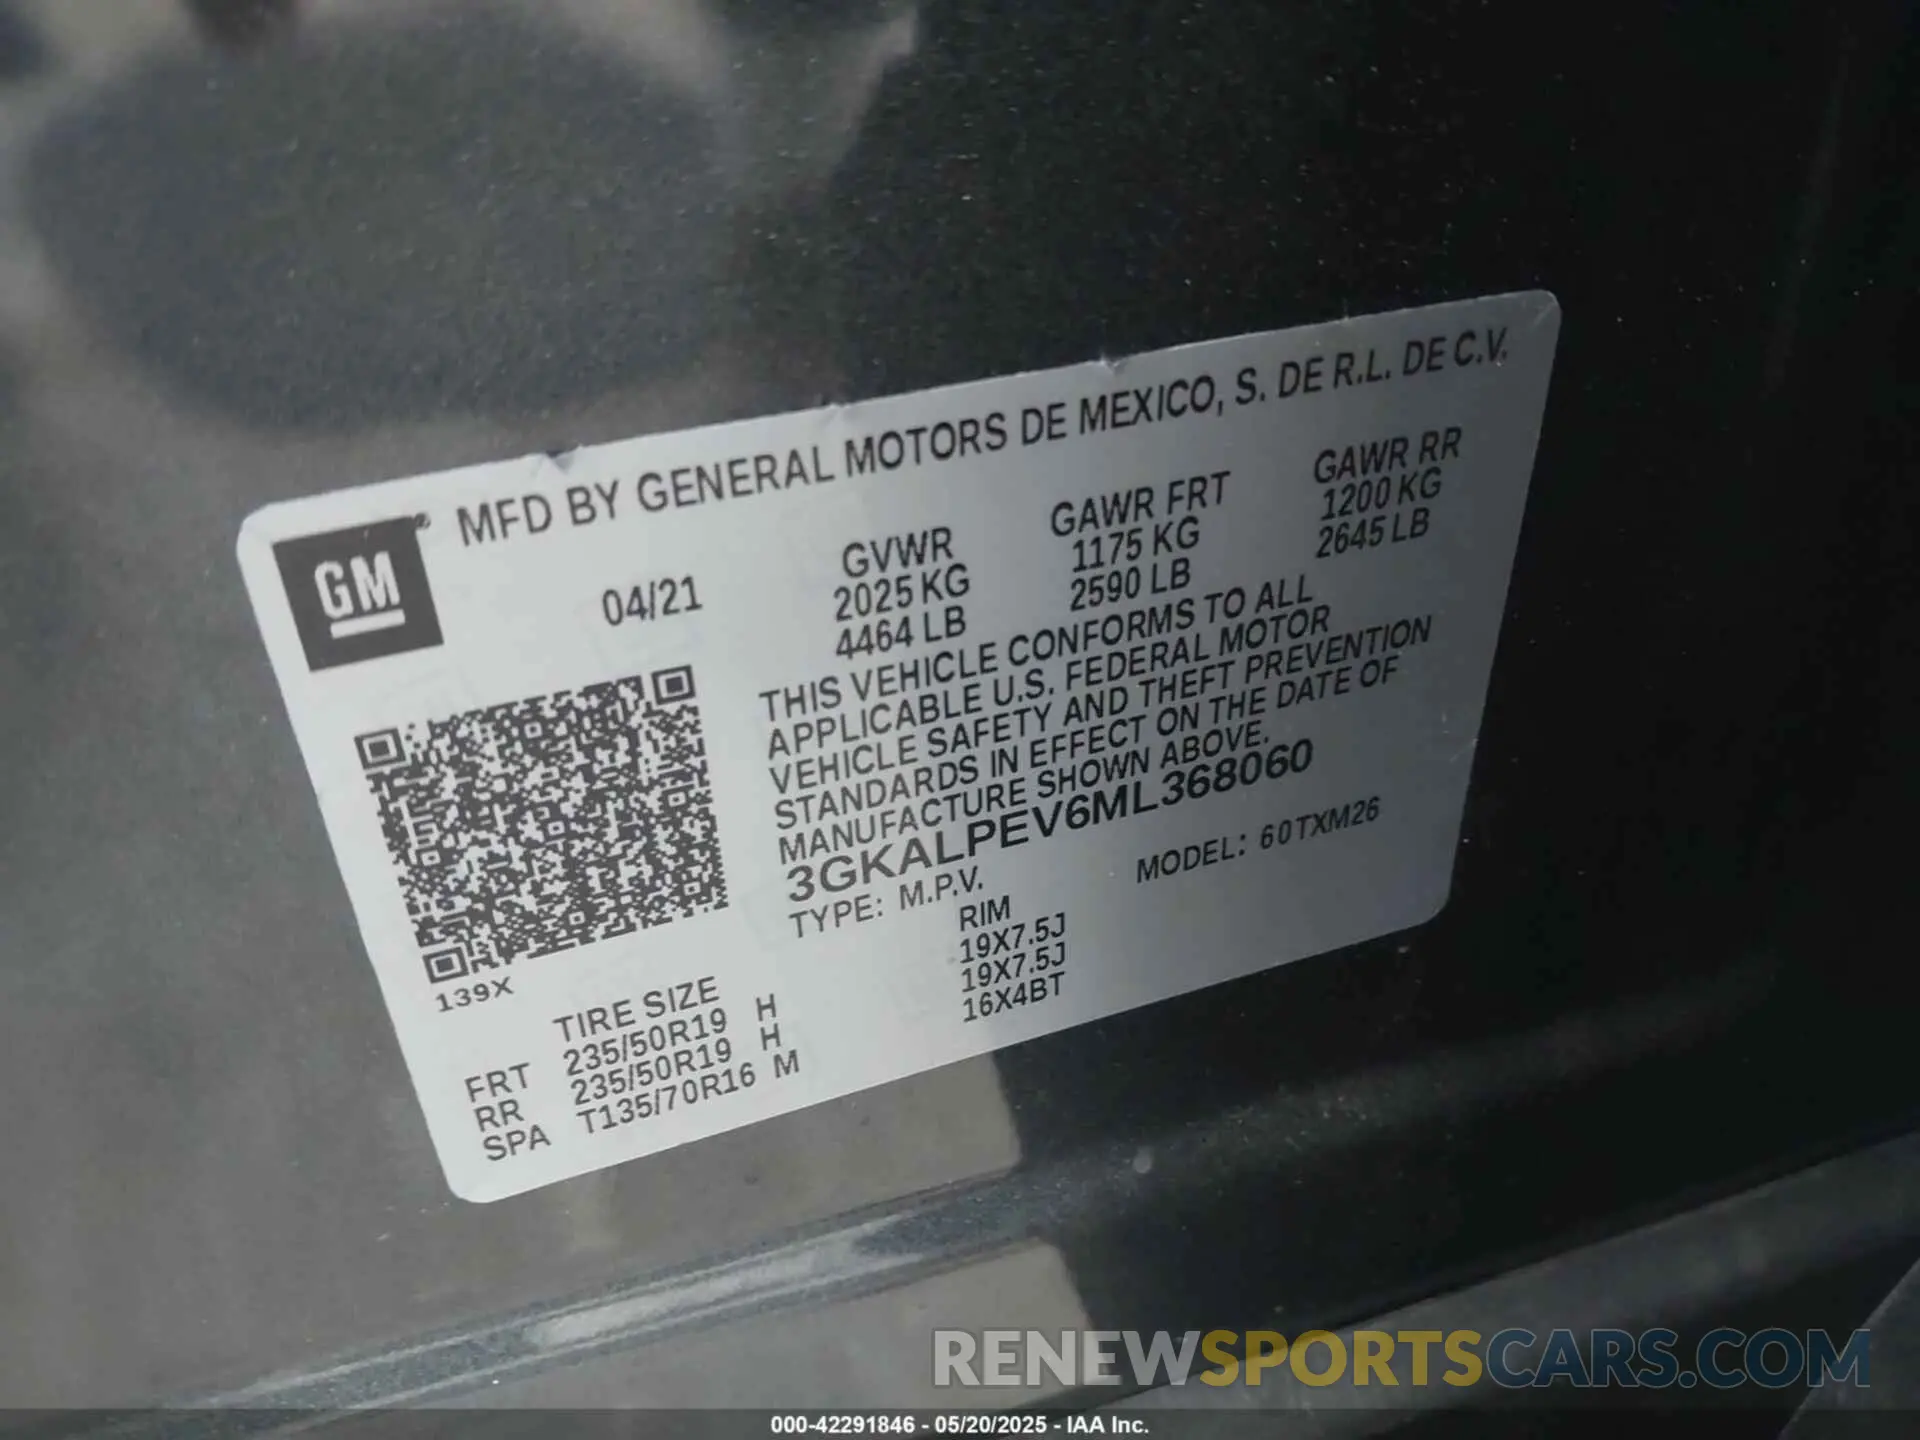 MFD BY GENERAL MOTORS DE MEXICO, S. DE R.L. DE C.V.
GM®
04/21
GVWR
2025 KG
4464 LB
GAWR FRT
1175 KG
2590 LB
GAWR RR
1200 KG
2645 LB
THIS VEHICLE CONFORMS TO ALL
APPLICABLE U.S. FEDERAL MOTOR
VEHICLE SAFETY AND THEFT PREVENTION
STANDARDS IN EFFECT ON THE DATE OF
MANUFACTURE SHOWN ABOVE.
3GKALPEV6ML368060
TYPE: M.P.V.
MODEL: 60TXM26
139X
TIRE SIZE
RIM
FRT 235/50R19 H 19X7.5J
RR 235/50R19 H 19X7.5J
SPA T135/70R16 M 16X4BT
RENEWSPORTSCARS.COM
000-42291846 - 05/20/2025 - IAA Inc.